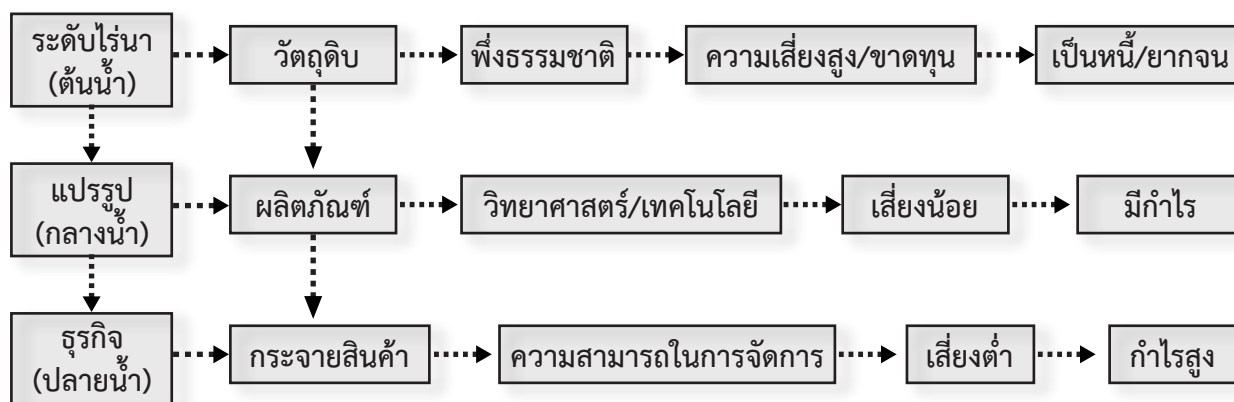 ระดับไร่นา
(ต้นน้ำ)
วัตถุดิบ
พึ่งธรรมชาติ
ความเสี่ยงสูง/ขาดทุน
เป็นหนี้/ยากจน
แปรรูป
(กลางน้ำ)
ผลิตภัณฑ์
วิทยาศาสตร์/เทคโนโลยี
เสี่ยงน้อย
มีกำไร
ธุรกิจ
(ปลายน้ำ)
กระจายสินค้า
ความสามารถในการจัดการ
เสี่ยงต่ำ
กำไรสูง